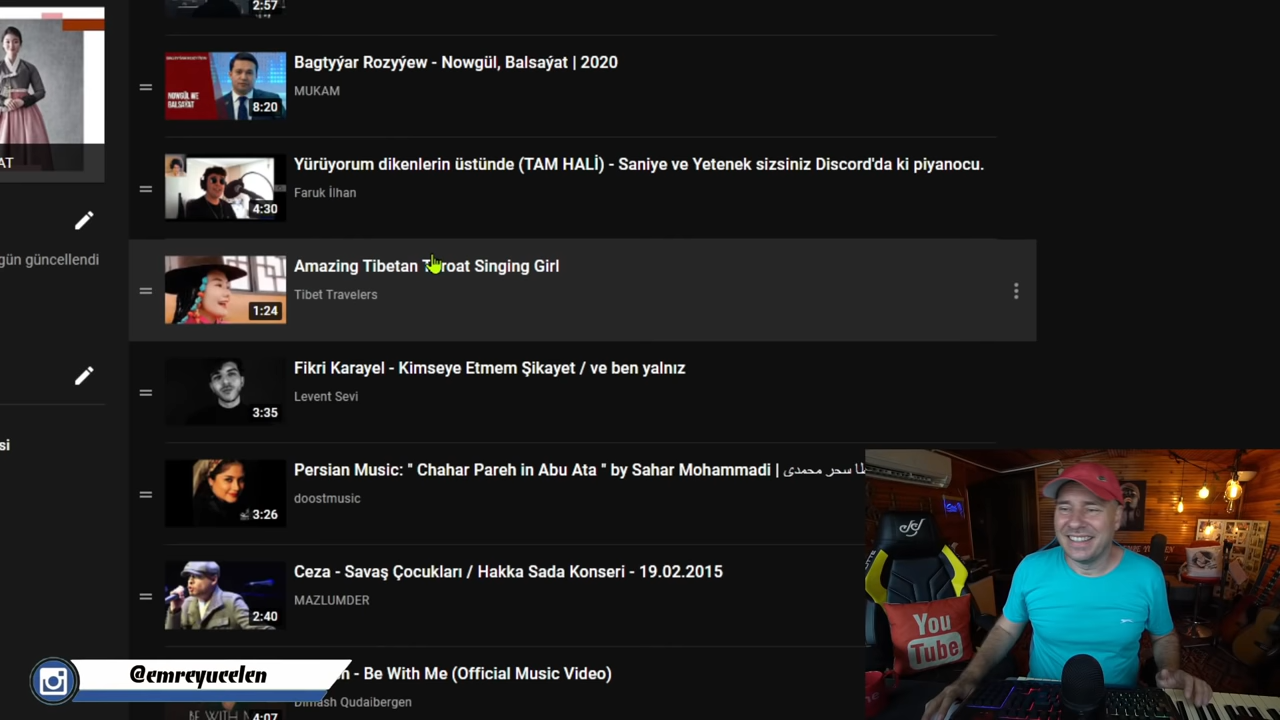 2:57
Bagtyýar Rozyýew - Nowgül, Balsaýat | 2020
MUKAM
NOWGÜL WE
BALSAÝAT
8:20
AT
Yürüyorum dikenlerin üstünde (TAM HALİ) - Saniye ve Yetenek sizsiniz Discord'da ki piyanocu.
Faruk İlhan
4:30
gün güncellendi
Amazing Tibetan Throat Singing Girl
Tibet Travelers
1:24
Fikri Karayel - Kimseye Etmem Şikayet / ve ben yalnız
Levent Sevi
3:35
si
Persian Music: " Chahar Pareh in Abu Ata " by Sahar Mohammadi | سحر محمدی
doostmusic
3:26
Ceza - Savaş Çocukları / Hakka Sada Konseri - 19.02.2015
MAZLUMDER
2:40
You
Tube
@emreyucelen
- Be With Me (Official Music Video)
Dimash Qudaibergen
BE WITH M
4:07